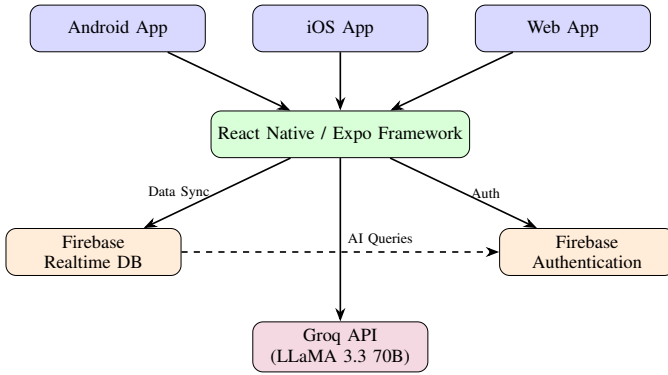 Android App
iOS App
Web App
React Native / Expo Framework
Data Sync
Auth
Firebase
Realtime DB
AI Queries
Firebase
Authentication
Groq API
(LLaMA 3.3 70B)